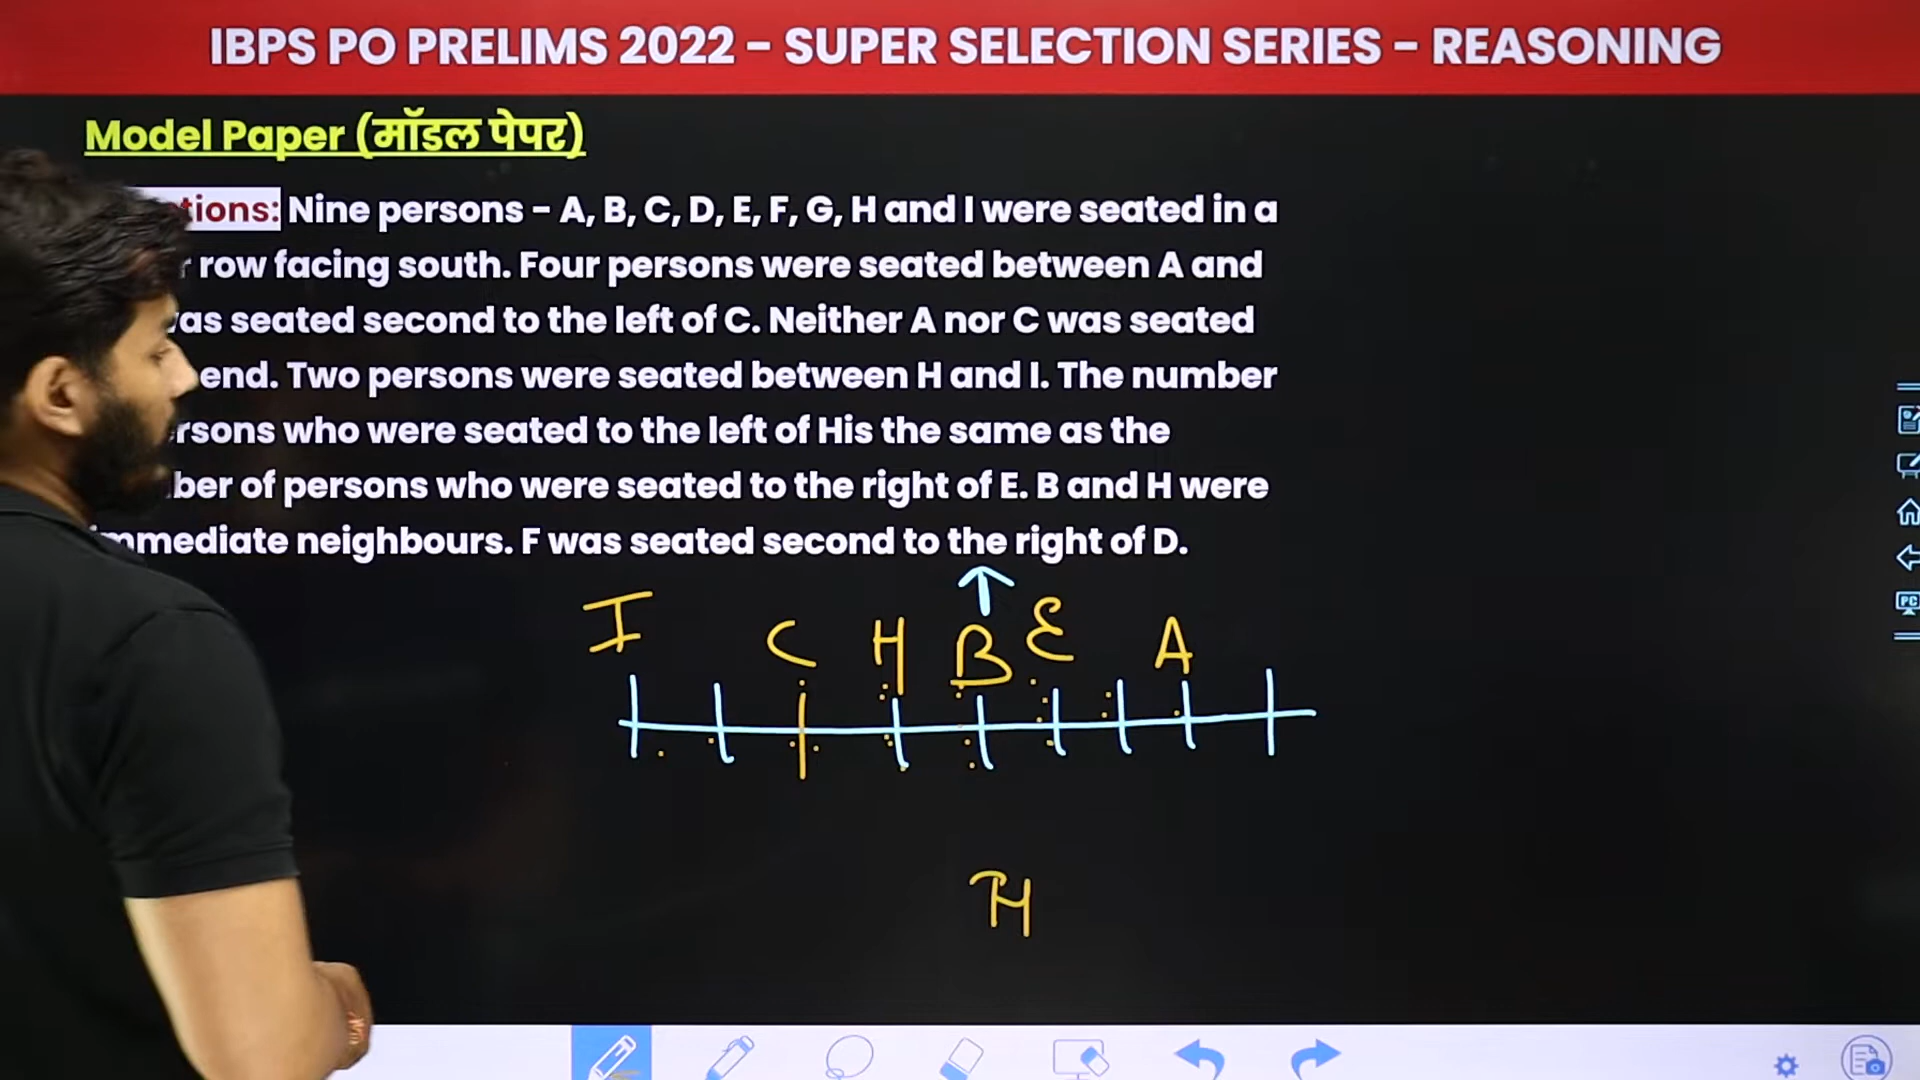 IBPS PO PRELIMS 2022 - SUPER SELECTION SERIES - REASONING
Model Paper (मॉडल पेपर)
tions: Nine persons - A, B, C, D, E, F, G, H and I were seated in a
r row facing south. Four persons were seated between A and
as seated second to the left of C. Neither A nor C was seated
end. Two persons were seated between H and I. The number
rsons who were seated to the left of His the same as the
ber of persons who were seated to the right of E. B and H were
mmediate neighbours. F was seated second to the right of D.
I C H B E A
PC